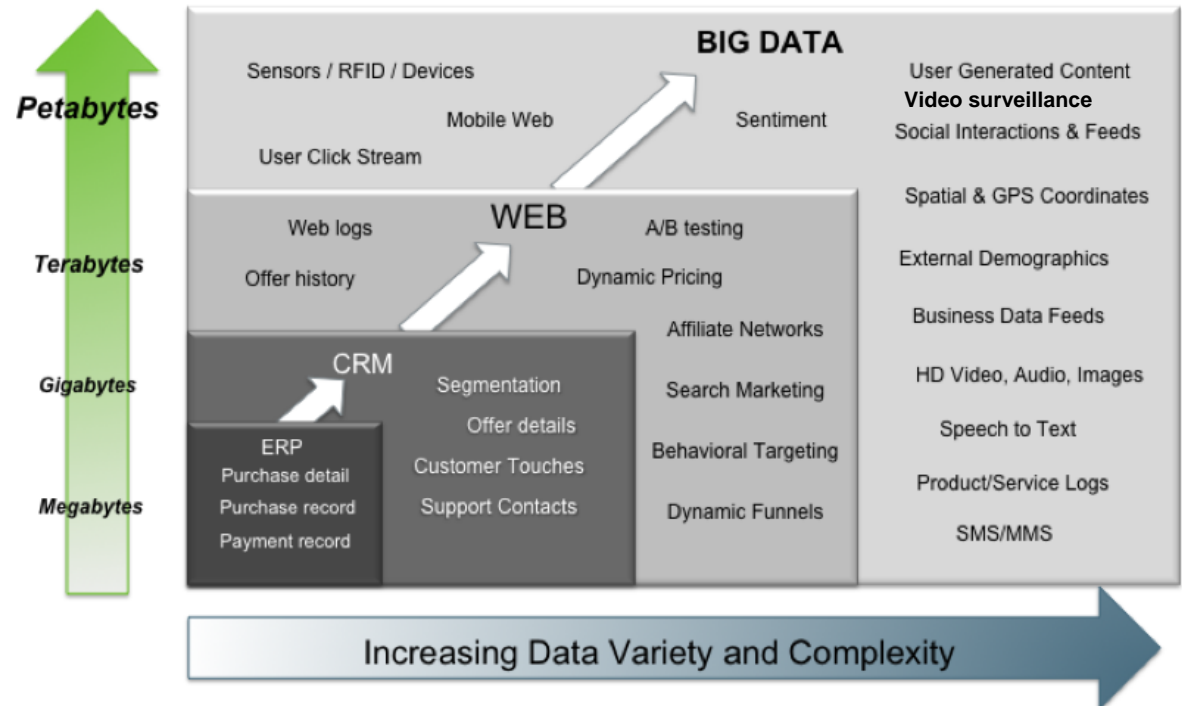 BIG DATA
Sensors / RFID / Devices
User Generated Content
Petabytes
Video surveillance
Mobile Web
Sentiment
Social Interactions & Feeds
User Click Stream
Spatial & GPS Coordinates
WEB
Web logs
A/B testing
Terabytes
External Demographics
Offer history
Dynamic Pricing
Business Data Feeds
Affiliate Networks
CRM
Gigabytes
Segmentation
Search Marketing
HD Video, Audio, Images
Offer details
Speech to Text
ERP
Behavioral Targeting
Purchase detail
Customer Touches
Product/Service Logs
Megabytes
Purchase record
Support Contacts
Dynamic Funnels
SMS/MMS
Payment record
Increasing Data Variety and Complexity